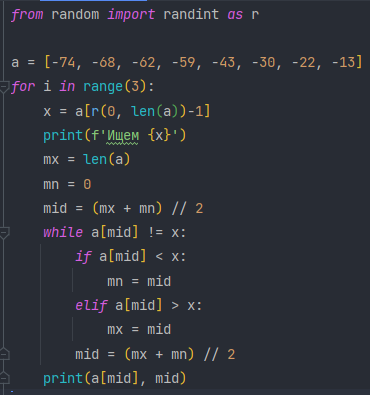 from random import randint as r
a = [-74, -68, -62, -59, -43, -30, -22, -13]
for i in range(3):
    x = a[r(0, len(a))-1]
    print(f'Ищем {x}')
    mx = len(a)
    mn = 0
    mid = (mx + mn) // 2
    while a[mid] != x:
        if a[mid] < x:
            mn = mid
        elif a[mid] > x:
            mx = mid
        mid = (mx + mn) // 2
    print(a[mid], mid)